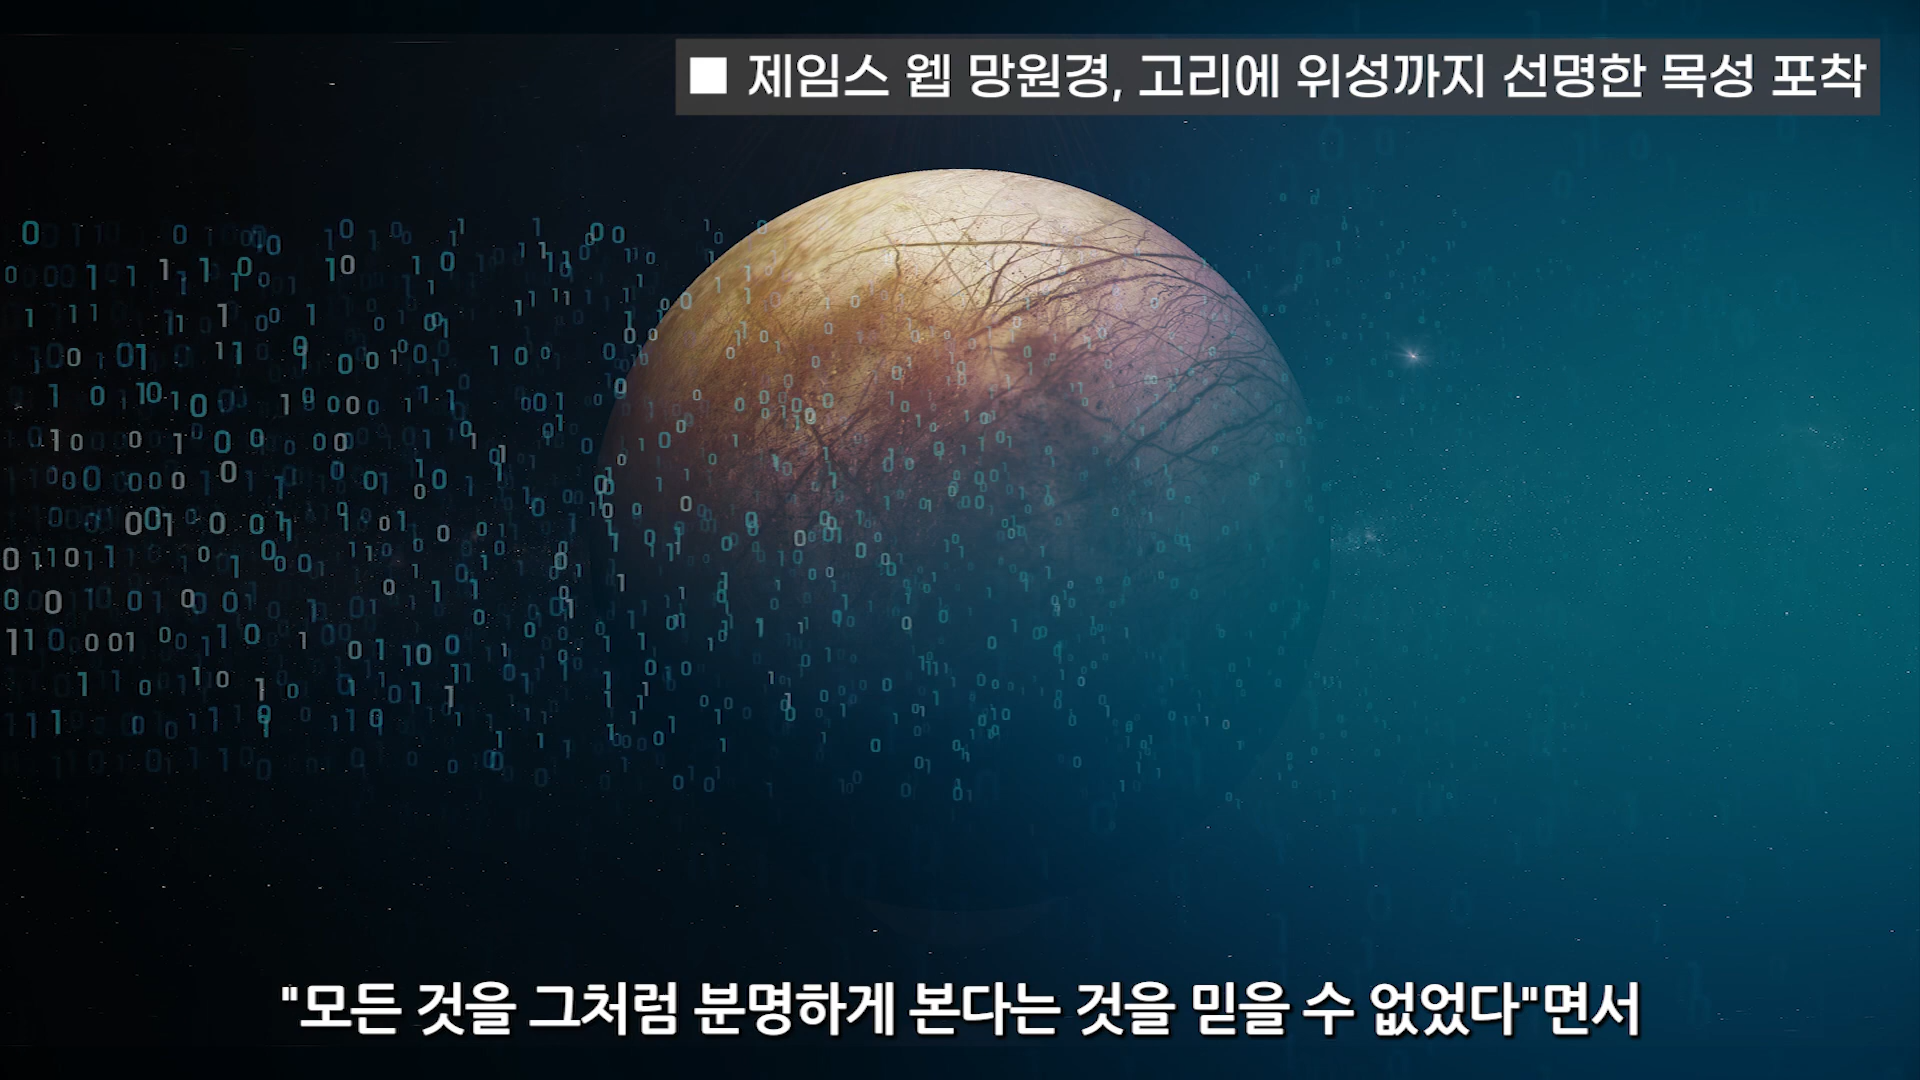 ■ 제임스 웹 망원경, 고리에 위성까지 선명한 목성 포착
"모든 것을 그처럼 분명하게 본다는 것을 믿을 수 없었다"면서